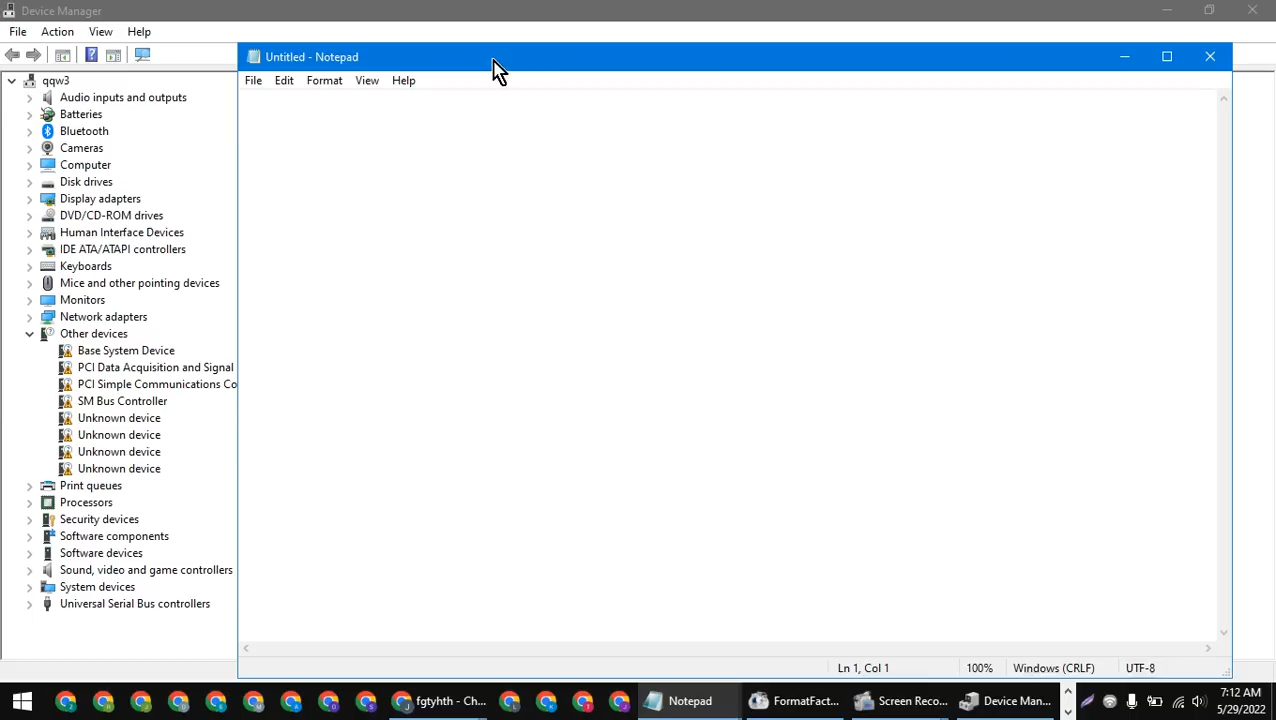 Device Manager
File Action View Help
qqw3
Audio inputs and outputs
Batteries
Bluetooth
Cameras
Computer
Disk drives
Display adapters
DVD/CD-ROM drives
Human Interface Devices
IDE ATA/ATAPI controllers
Keyboards
Mice and other pointing devices
Monitors
Network adapters
Other devices
Base System Device
PCI Data Acquisition and Signal
PCI Simple Communications Co
SM Bus Controller
Unknown device
Unknown device
Unknown device
Unknown device
Print queues
Processors
Security devices
Software components
Software devices
Sound, video and game controllers
System devices
Universal Serial Bus controllers
Untitled - Notepad
File Edit Format View Help
Ln 1, Col 1 100% Windows (CRLF) UTF-8
fgtyhth - Ch... Notepad FormatFact... Screen Reco... Device Man...
7:12 AM
5/29/2022